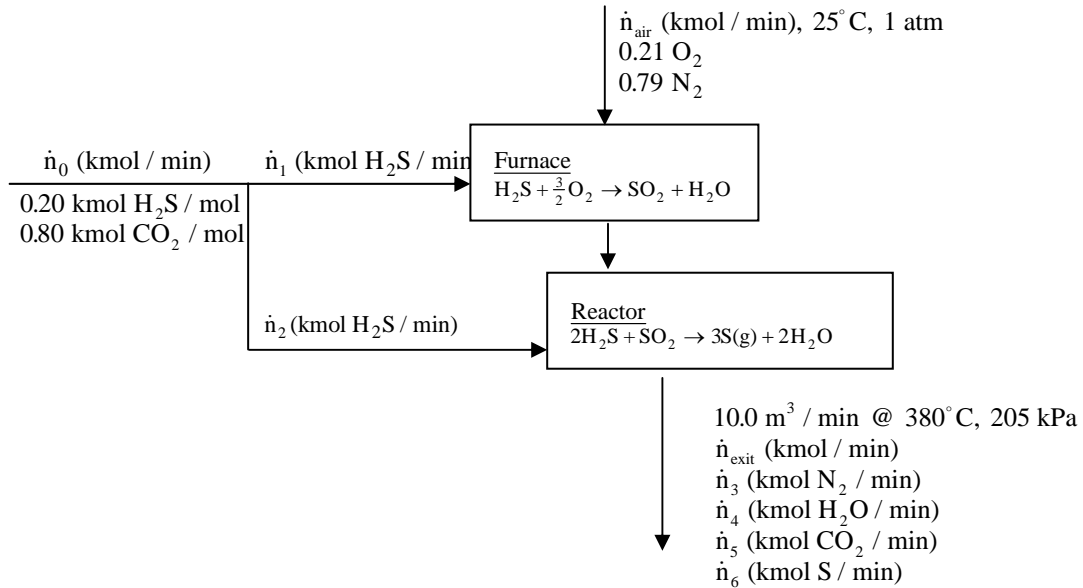 ṅ_air (kmol / min), 25°C, 1 atm
0.21 O₂
0.79 N₂
ṅ₀ (kmol / min)
ṅ₁ (kmol H₂S / min
0.20 kmol H₂S / mol
0.80 kmol CO₂ / mol
Furnace
H₂S + 3/2 O₂ → SO₂ + H₂O
ṅ₂ (kmol H₂S / min)
Reactor
2H₂S + SO₂ → 3S(g) + 2H₂O
10.0 m³ / min @ 380°C, 205 kPa
ṅ_exit (kmol / min)
ṅ₃ (kmol N₂ / min)
ṅ₄ (kmol H₂O / min)
ṅ₅ (kmol CO₂ / min)
ṅ₆ (kmol S / min)